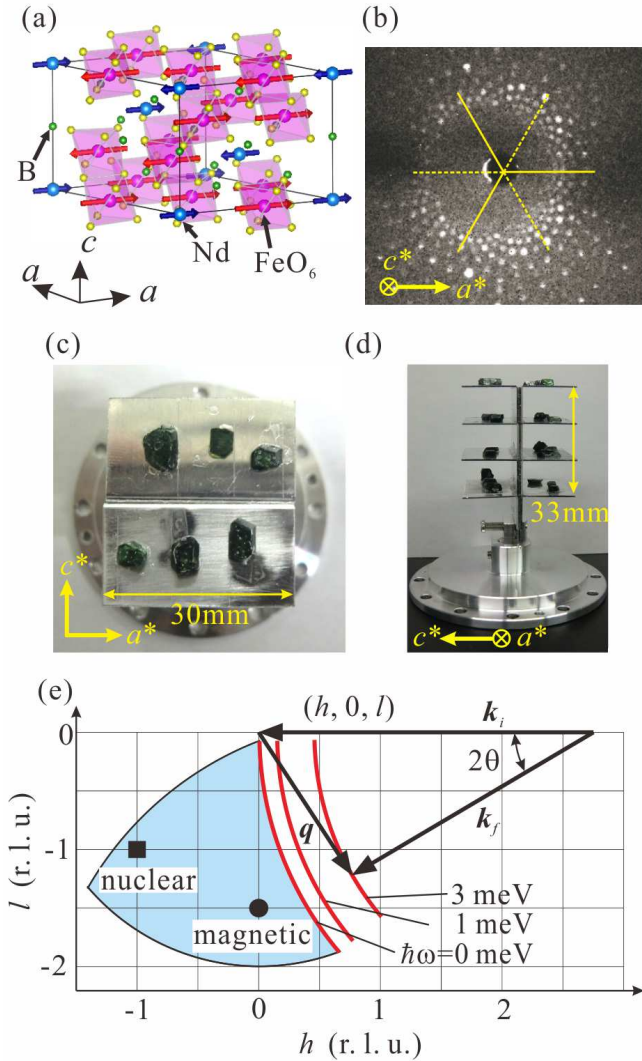 (a)
B
Nd
FeO₆
c
a
a
(b)
c*
a*
(c)
c*
a*
30mm
(d)
33mm
c*
a*
(e)
(h, 0, l)
kᵢ
2θ
k_f
q
nuclear
magnetic
3 meV
1 meV
ħω=0 meV
0
-1
-2
l (r. l. u.)
-1
0
1
2
h (r. l. u.)